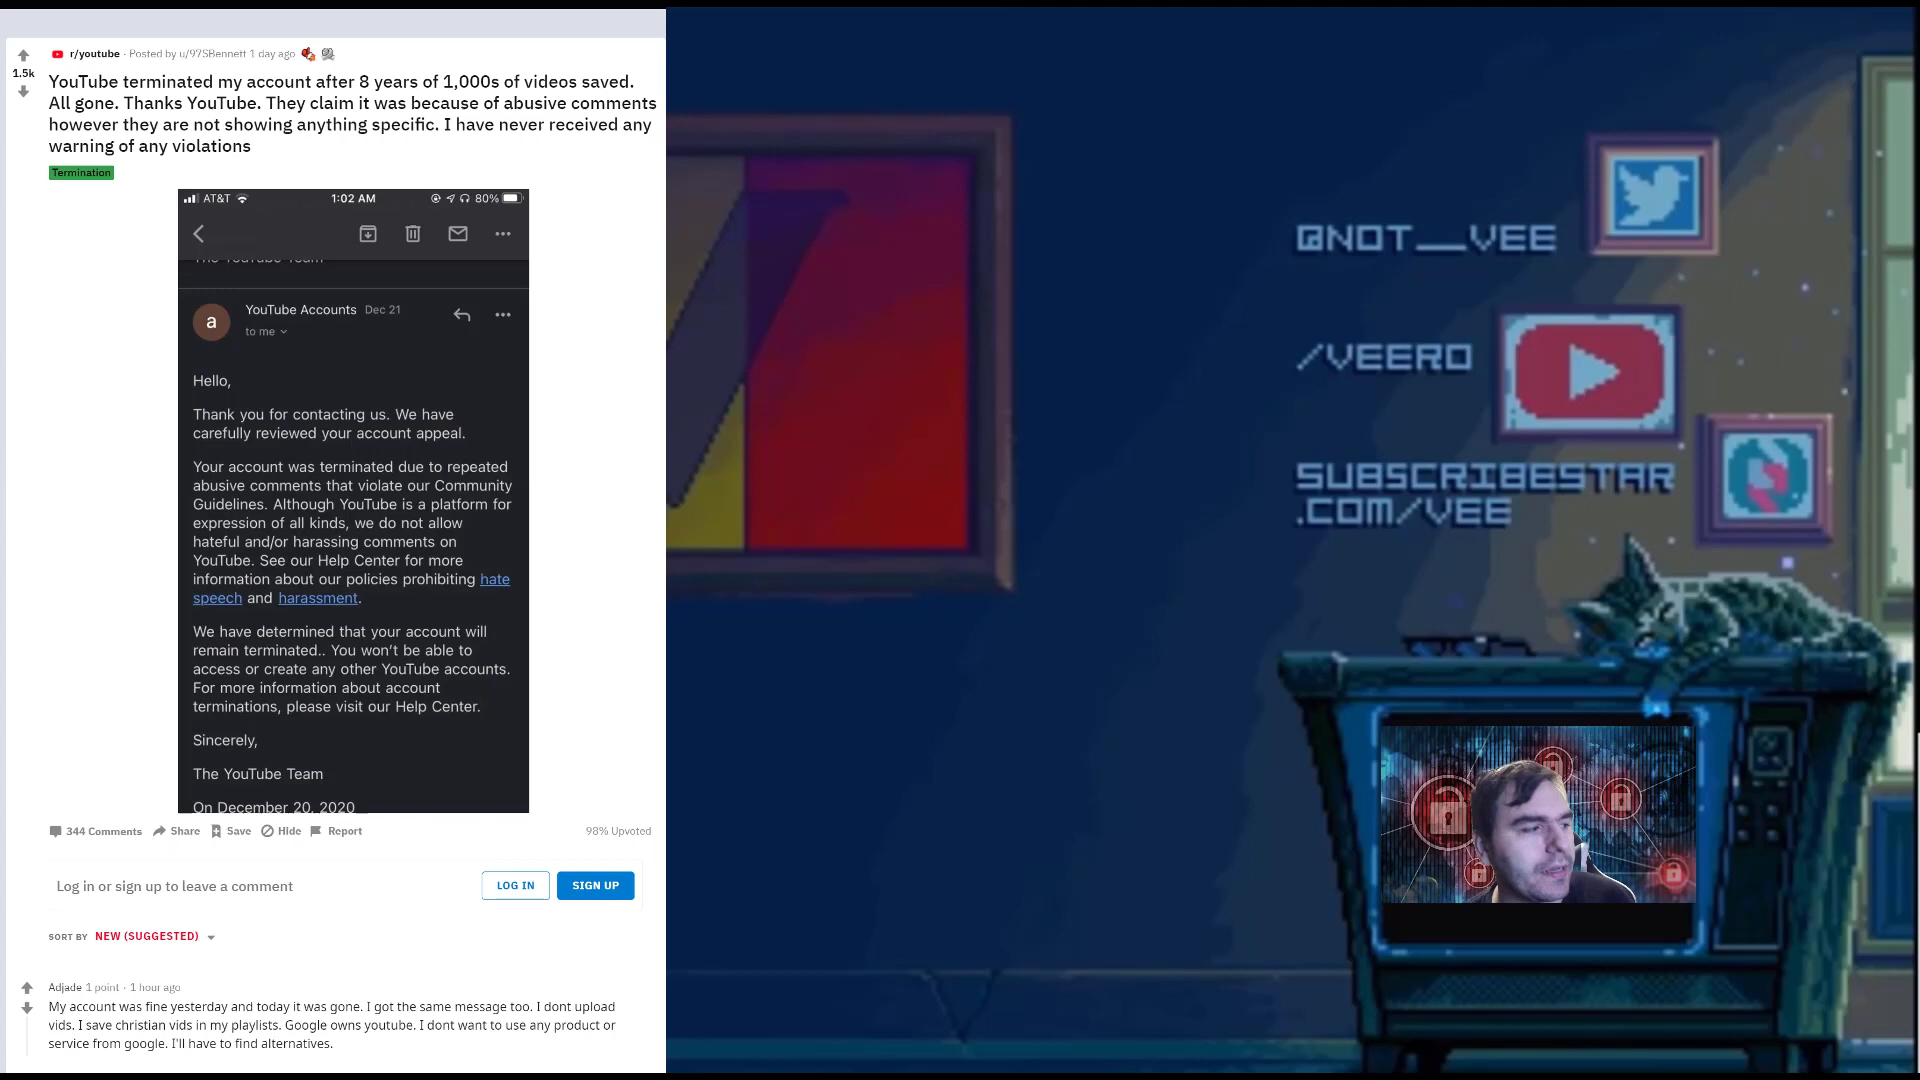 r/youtube · Posted by u/97SBennett 1 day ago
1.5k
YouTube terminated my account after 8 years of 1,000s of videos saved.
All gone. Thanks YouTube. They claim it was because of abusive comments
however they are not showing anything specific. I have never received any
warning of any violations
Termination
AT&T 1:02 AM 80%
The YouTube Team
a YouTube Accounts Dec 21
to me
Hello,
Thank you for contacting us. We have
carefully reviewed your account appeal.
Your account was terminated due to repeated
abusive comments that violate our Community
Guidelines. Although YouTube is a platform for
expression of all kinds, we do not allow
hateful and/or harassing comments on
YouTube. See our Help Center for more
information about our policies prohibiting hate
speech and harassment.
We have determined that your account will
remain terminated.. You won't be able to
access or create any other YouTube accounts.
For more information about account
terminations, please visit our Help Center.
Sincerely,
The YouTube Team
On December 20, 2020
344 Comments Share Save Hide Report 98% Upvoted
Log in or sign up to leave a comment LOG IN SIGN UP
SORT BY NEW (SUGGESTED)
Adjade 1 point · 1 hour ago
My account was fine yesterday and today it was gone. I got the same message too. I dont upload
vids. I save christian vids in my playlists. Google owns youtube. I dont want to use any product or
service from google. I'll have to find alternatives.
@NOT__VEE
/VEERO
SUBSCRIBESTAR
.COM/VEE